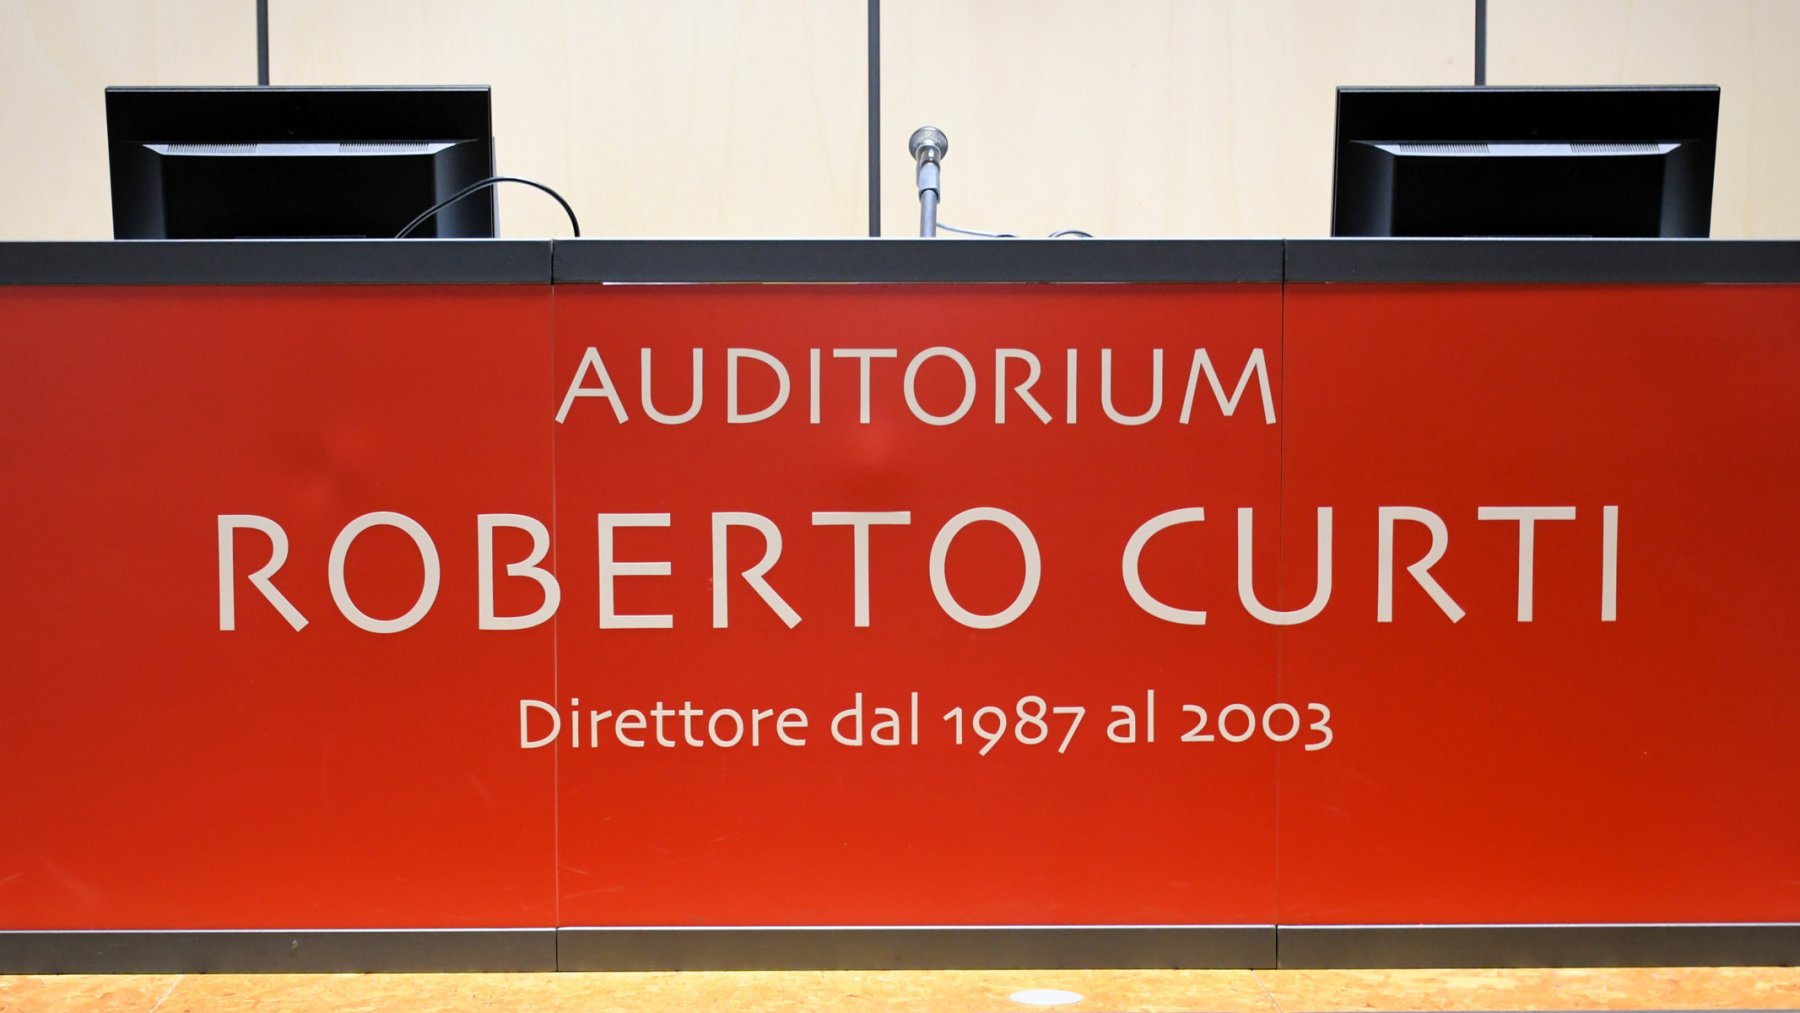 AUDITORIUM
ROBERTO CURTI
Direttore dal 1987 al 2003